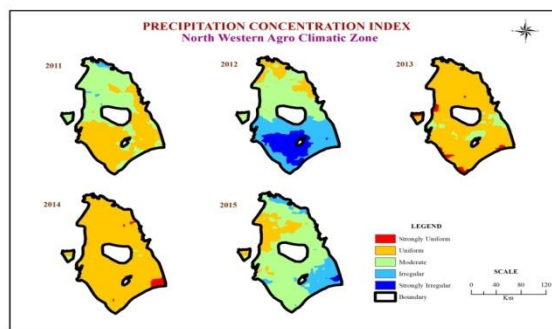 PRECIPITATION CONCENTRATION INDEX
North Western Agro Climatic Zone
2011
2012
2013
2014
2015
LEGEND
Strongly Uniform
Uniform
Moderate
Irregular
Strongly Irregular
Boundary
SCALE
0 20 40 80 120
Km